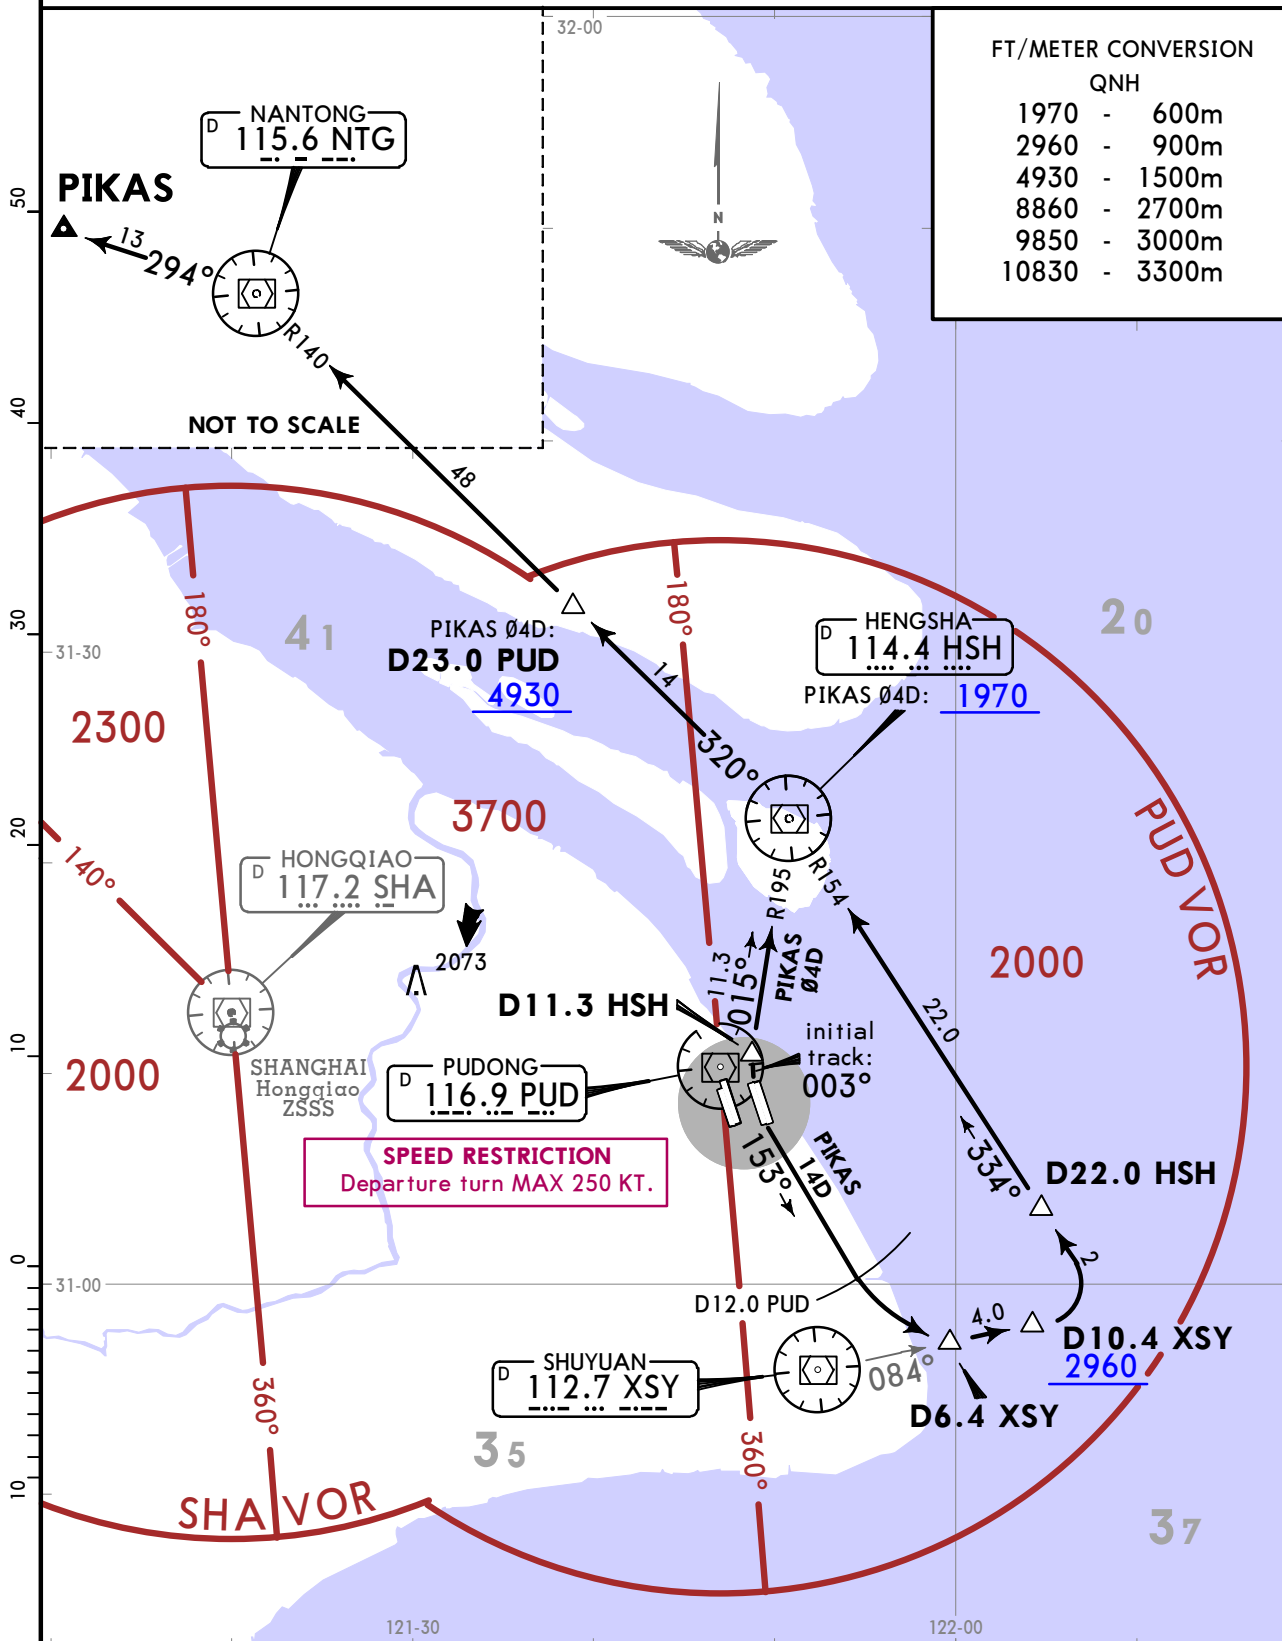 32-00
FT/METER CONVERSION
QNH
1970 - 600m
2960 - 900m
4930 - 1500m
8860 - 2700m
9850 - 3000m
10830 - 3300m
NANTONG
D 115.6 NTG
PIKAS
13
294°
R140
N
NOT TO SCALE
48
50
40
30
20
10
0
10
180°
41
31-30
2300
PIKAS Ø4D:
D23.0 PUD
4930
14
320°
180°
HENGSHA
D 114.4 HSH
PIKAS Ø4D: 1970
20
3700
140°
HONGQIAO
D 117.2 SHA
2073
R195
R154
PUD VOR
2000
11.3
015°
PIKAS
Ø4D
D11.3 HSH
22.0
initial
track:
003°
2000
SHANGHAI
Hongqiao
ZSSS
PUDONG
D 116.9 PUD
SPEED RESTRICTION
Departure turn MAX 250 KT.
153°
PIKAS
14D
334°
D22.0 HSH
2
31-00
D12.0 PUD
4.0
D10.4 XSY
2960
SHUYUAN
D 112.7 XSY
084°
D6.4 XSY
360°
360°
35
SHA VOR
37
121-30
122-00